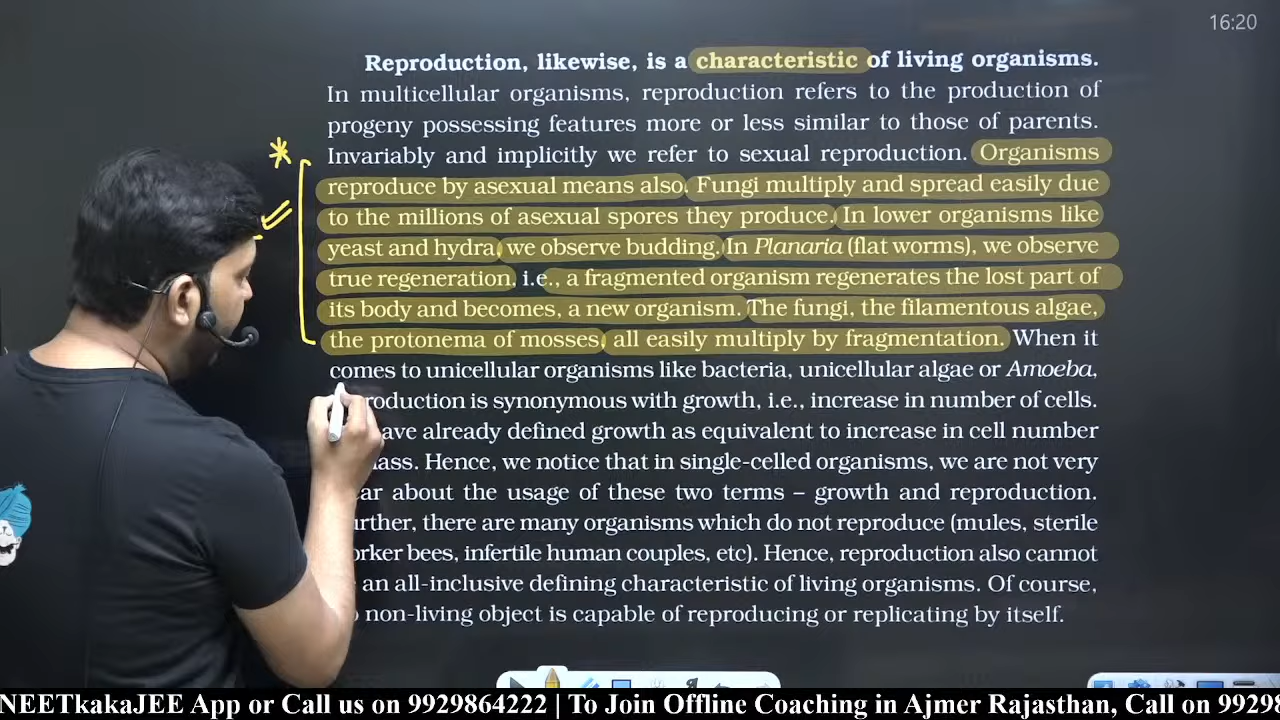 16:20
Reproduction, likewise, is a characteristic of living organisms.
In multicellular organisms, reproduction refers to the production of
progeny possessing features more or less similar to those of parents.
Invariably and implicitly we refer to sexual reproduction. Organisms
reproduce by asexual means also. Fungi multiply and spread easily due
to the millions of asexual spores they produce. In lower organisms like
yeast and hydra, we observe budding. In Planaria (flat worms), we observe
true regeneration, i.e., a fragmented organism regenerates the lost part of
its body and becomes, a new organism. The fungi, the filamentous algae,
the protonema of mosses, all easily multiply by fragmentation. When it
comes to unicellular organisms like bacteria, unicellular algae or Amoeba,
roduction is synonymous with growth, i.e., increase in number of cells.
ave already defined growth as equivalent to increase in cell number
ass. Hence, we notice that in single-celled organisms, we are not very
ar about the usage of these two terms – growth and reproduction.
urther, there are many organisms which do not reproduce (mules, sterile
orker bees, infertile human couples, etc). Hence, reproduction also cannot
an all-inclusive defining characteristic of living organisms. Of course,
non-living object is capable of reproducing or replicating by itself.
NEETkakaJEE App or Call us on 9929864222 | To Join Offline Coaching in Ajmer Rajasthan, Call on 9929